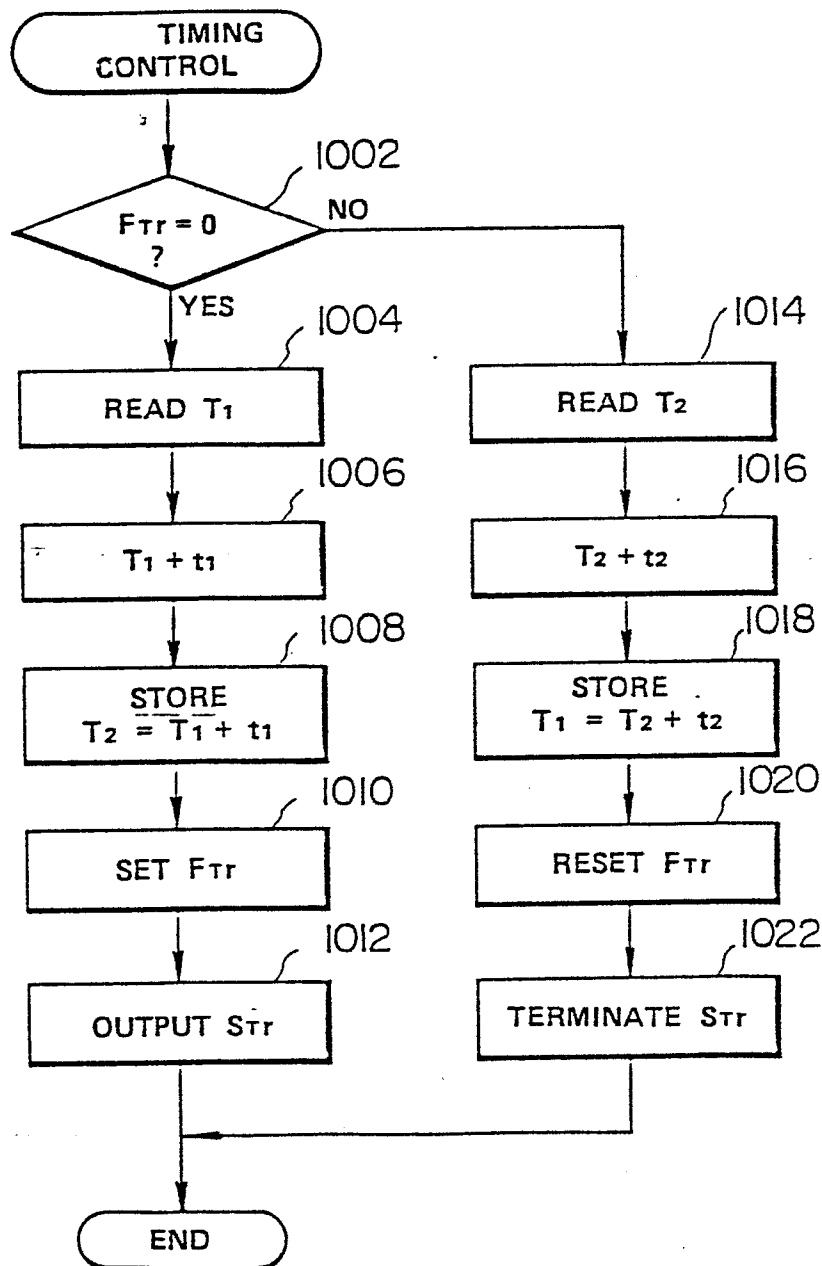 TIMING
CONTROL
1002
FTr = 0
?
NO
YES
1004
READ T1
1006
T1 + t1
1008
STORE
T2 = T1 + t1
1010
SET FTr
1012
OUTPUT STr
1014
READ T2
1016
T2 + t2
1018
STORE
T1 = T2 + t2
1020
RESET FTr
1022
TERMINATE STr
END